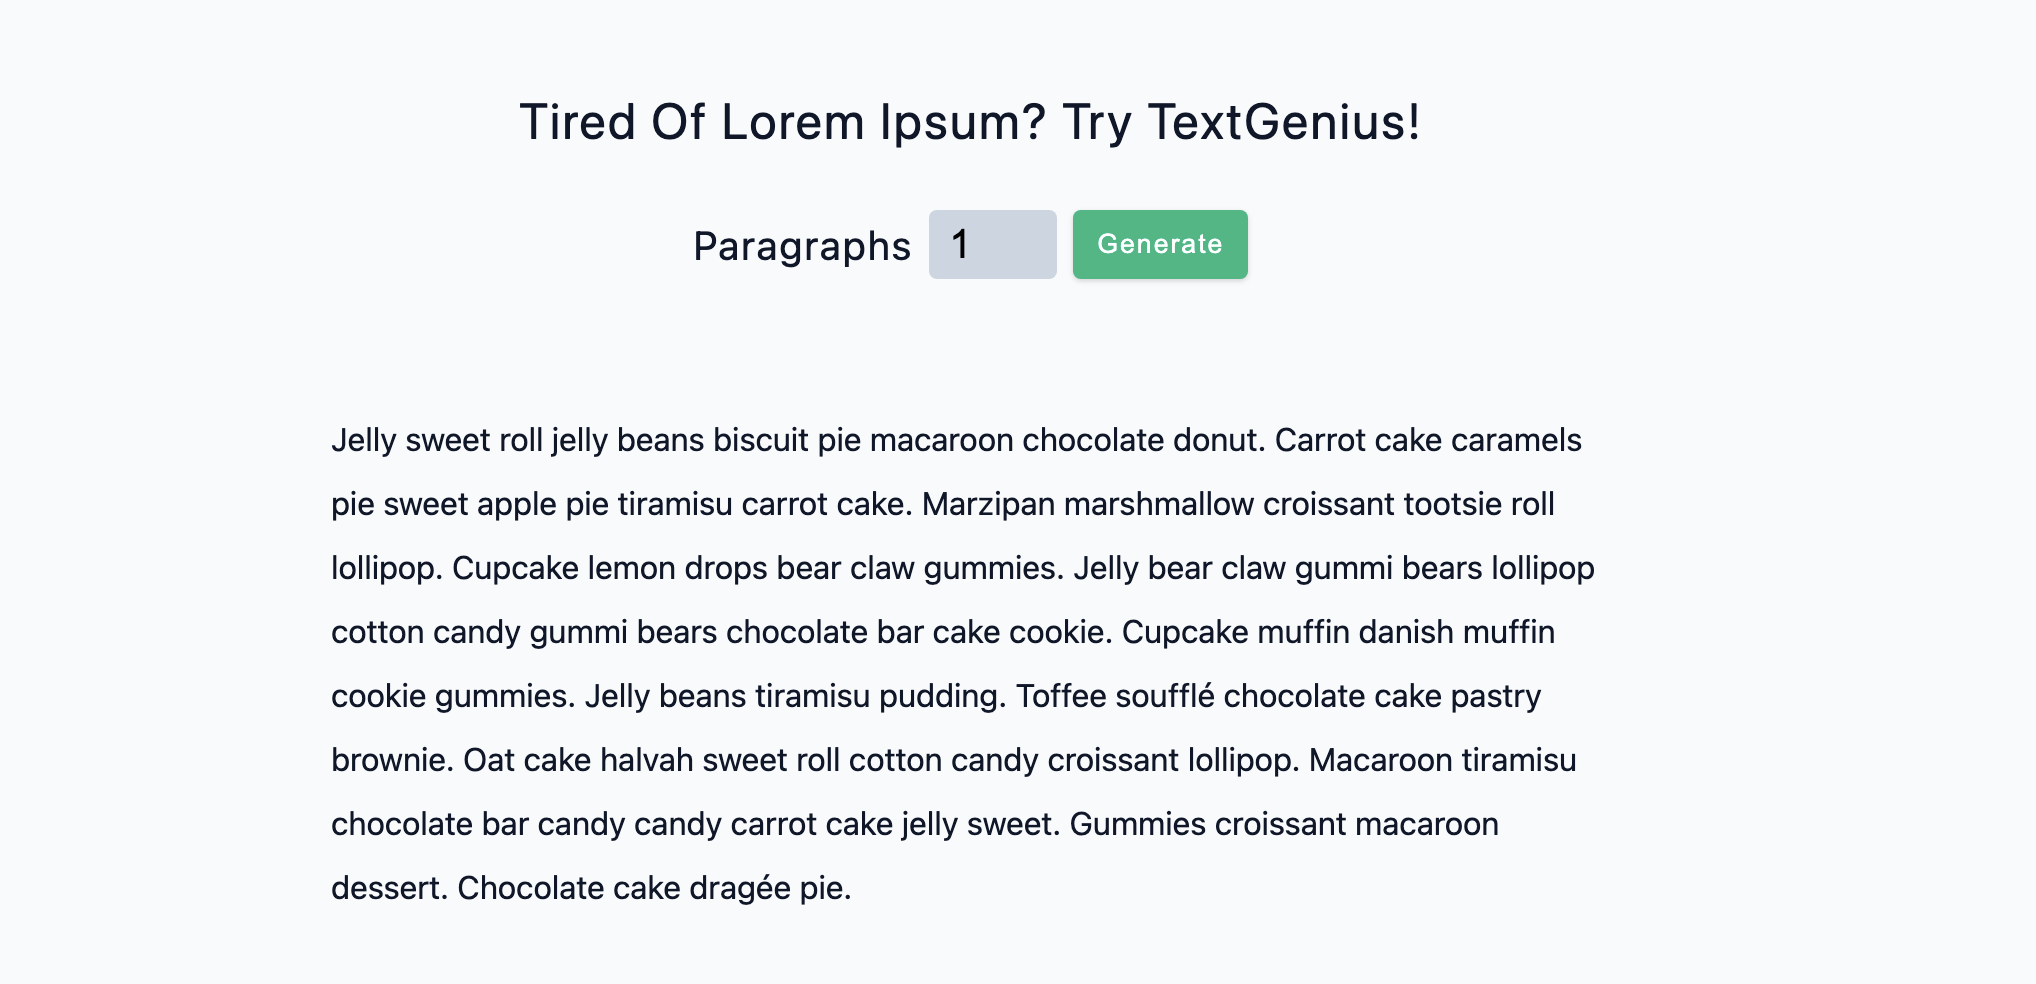 Tired Of Lorem Ipsum? Try TextGenius!
Paragraphs 1 Generate
Jelly sweet roll jelly beans biscuit pie macaroon chocolate donut. Carrot cake caramels
pie sweet apple pie tiramisu carrot cake. Marzipan marshmallow croissant tootsie roll
lollipop. Cupcake lemon drops bear claw gummies. Jelly bear claw gummi bears lollipop
cotton candy gummi bears chocolate bar cake cookie. Cupcake muffin danish muffin
cookie gummies. Jelly beans tiramisu pudding. Toffee soufflé chocolate cake pastry
brownie. Oat cake halvah sweet roll cotton candy croissant lollipop. Macaroon tiramisu
chocolate bar candy candy carrot cake jelly sweet. Gummies croissant macaroon
dessert. Chocolate cake dragée pie.